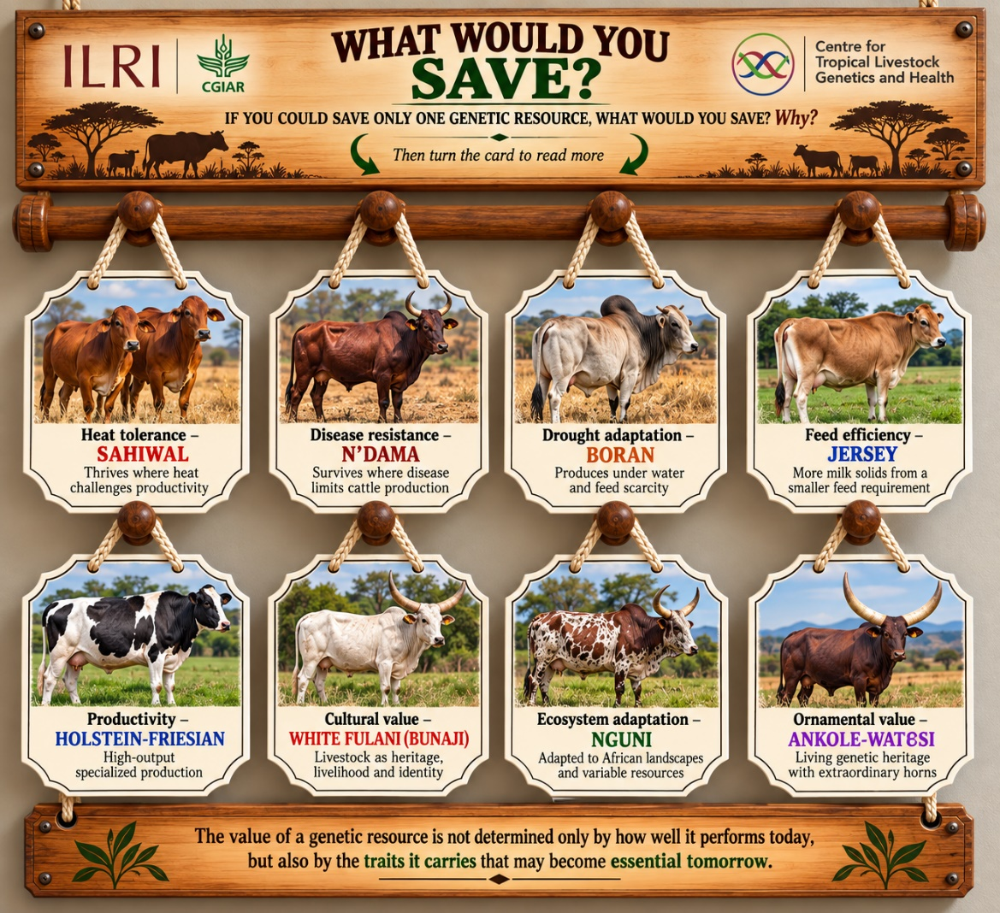 ILRI
CGIAR
WHAT WOULD YOU
SAVE?
Centre for
Tropical Livestock
Genetics and Health
IF YOU COULD SAVE ONLY ONE GENETIC RESOURCE, WHAT WOULD YOU SAVE? Why?
Then turn the card to read more
Heat tolerance –
SAHIWAL
Thrives where heat
challenges productivity
Disease resistance –
N'DAMA
Survives where disease
limits cattle production
Drought adaptation –
BORAN
Produces under water
and feed scarcity
Feed efficiency –
JERSEY
More milk solids from a
smaller feed requirement
Productivity –
HOLSTEIN-FRIESIAN
High-output
specialized production
Cultural value –
WHITE FULANI (BUNAJI)
Livestock as heritage,
livelihood and identity
Ecosystem adaptation –
NGUNI
Adapted to African landscapes
and variable resources
Ornamental value –
ANKOLE-WAT8SI
Living genetic heritage
with extraordinary horns
The value of a genetic resource is not determined only by how well it performs today,
but also by the traits it carries that may become essential tomorrow.